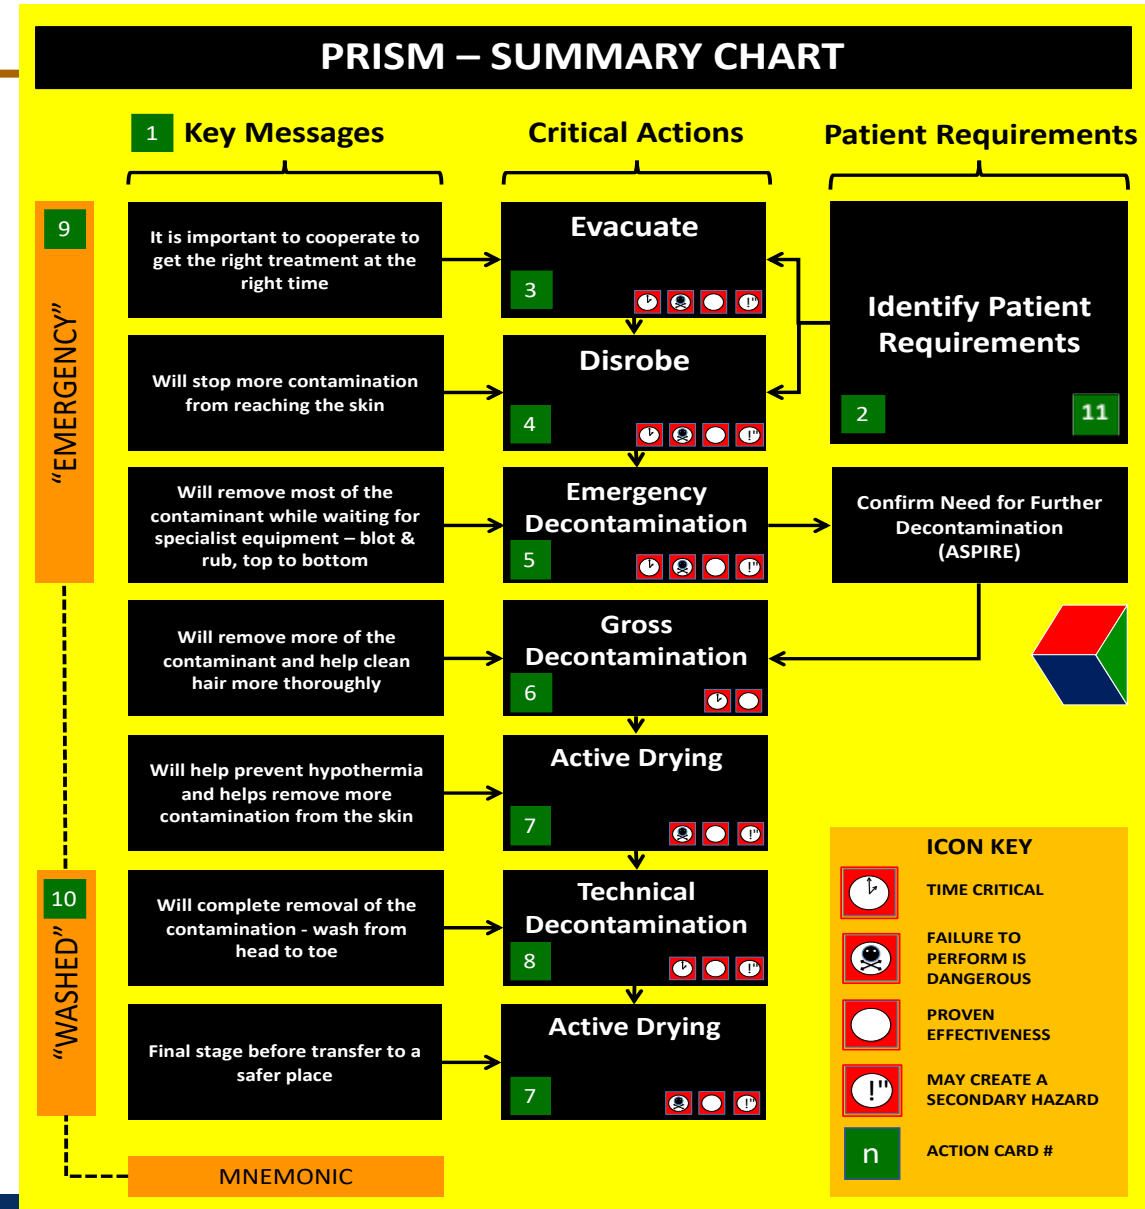 PRISM – SUMMARY CHART
1 Key Messages
Critical Actions
Patient Requirements
9
"EMERGENCY"
It is important to cooperate to
get the right treatment at the
right time
Evacuate
3
!"
Identify Patient
Requirements
2
11
Will stop more contamination
from reaching the skin
Disrobe
4
!"
Will remove most of the
contaminant while waiting for
specialist equipment – blot &
rub, top to bottom
Emergency
Decontamination
5
!"
Confirm Need for Further
Decontamination
(ASPIRE)
Will remove more of the
contaminant and help clean
hair more thoroughly
Gross
Decontamination
6
Will help prevent hypothermia
and helps remove more
contamination from the skin
Active Drying
7
!"
10
"WASHED"
Will complete removal of the
contamination - wash from
head to toe
Technical
Decontamination
8
!"
Final stage before transfer to a
safer place
Active Drying
7
!"
MNEMONIC
ICON KEY
TIME CRITICAL
FAILURE TO
PERFORM IS
DANGEROUS
PROVEN
EFFECTIVENESS
!"
MAY CREATE A
SECONDARY HAZARD
n
ACTION CARD #